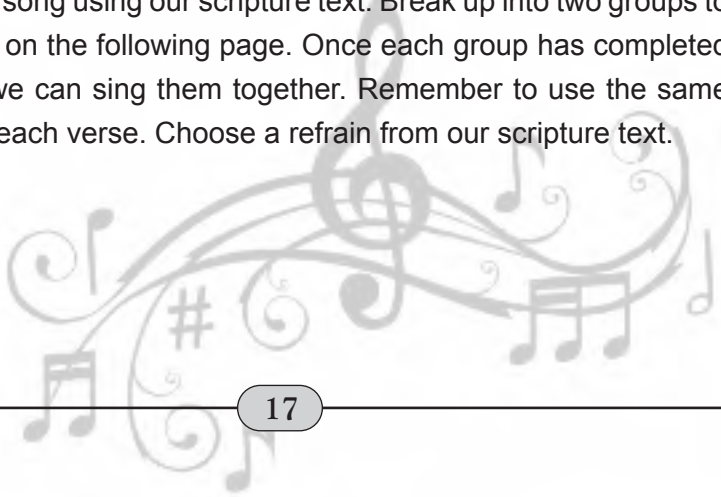 song using our scripture text. Break up into two groups to
on the following page. Once each group has completed
we can sing them together. Remember to use the same
each verse. Choose a refrain from our scripture text.
17